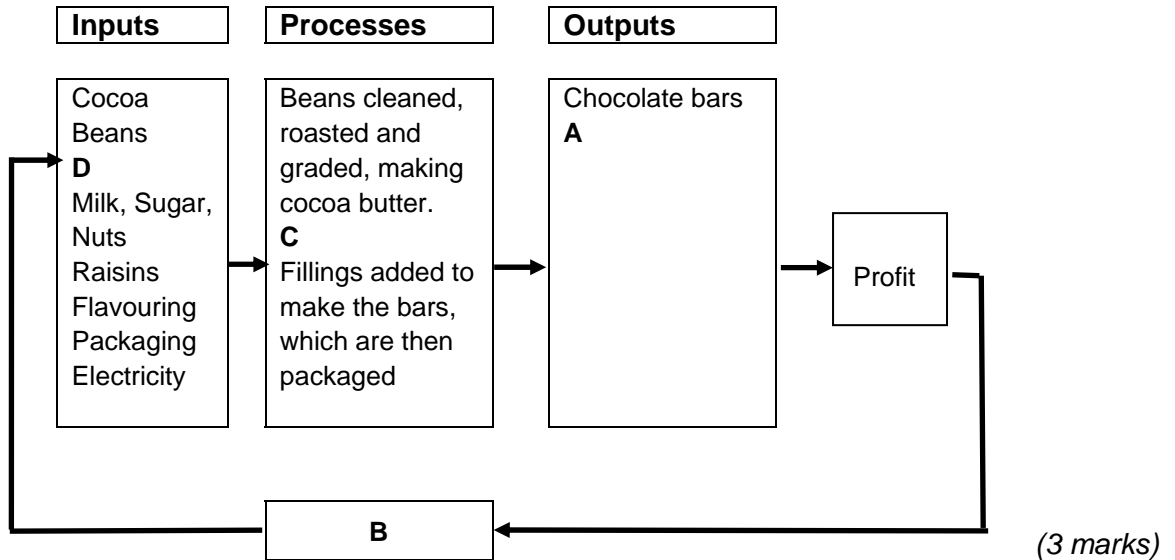 Inputs
Processes
Outputs
Cocoa
Beans
D
Milk, Sugar,
Nuts
Raisins
Flavouring
Packaging
Electricity
Beans cleaned,
roasted and
graded, making
cocoa butter.
C
Fillings added to
make the bars,
which are then
packaged
Chocolate bars
A
Profit
B
(3 marks)